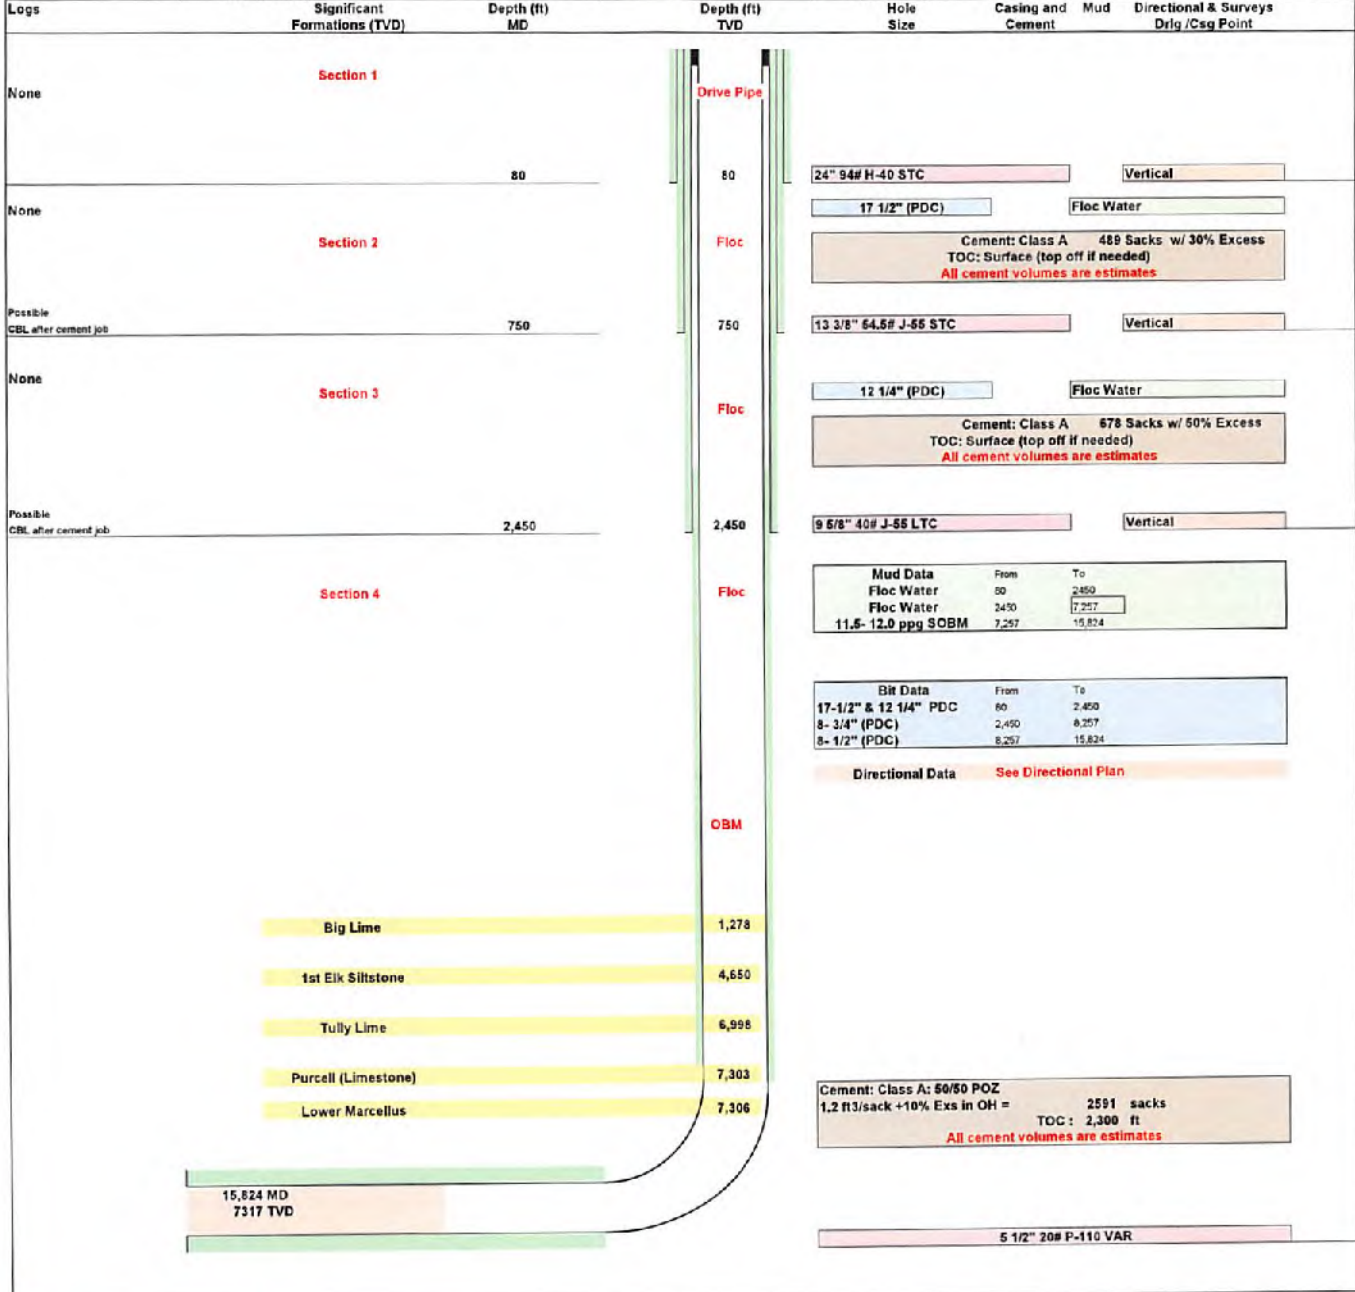 Logs Significant Formations (TVD) Depth (ft) MD Depth (ft) TVD Hole Size Casing and Cement Mud Directional & Surveys Drlg /Csg Point
Section 1
None
Drive Pipe
80 80 24" 94# H-40 STC Vertical
None 17 1/2" (PDC) Floc Water
Section 2 Floc
Cement: Class A 489 Sacks w/ 30% Excess
TOC: Surface (top off if needed)
All cement volumes are estimates
Possible
CBL after cement job 750 750 13 3/8" 54.5# J-55 STC Vertical
None
Section 3 12 1/4" (PDC) Floc Water
Floc
Cement: Class A 678 Sacks w/ 50% Excess
TOC: Surface (top off if needed)
All cement volumes are estimates
Possible
CBL after cement job 2,450 2,450 9 5/8" 40# J-55 LTC Vertical
Section 4 Floc
Mud Data From To
Floc Water 80 2450
Floc Water 2450 7,257
11.5- 12.0 ppg SOBM 7,257 15,824
Bit Data From To
17-1/2" & 12 1/4" PDC 80 2,450
8- 3/4" (PDC) 2,450 8,257
8- 1/2" (PDC) 8,257 15,824
Directional Data See Directional Plan
OBM
Big Lime 1,278
1st Elk Siltstone 4,650
Tully Lime 6,998
Purcell (Limestone) 7,303
Lower Marcellus 7,306
Cement: Class A: 50/50 POZ
1.2 ft3/sack +10% Exs in OH = 2591 sacks
TOC : 2,300 ft
All cement volumes are estimates
15,824 MD
7317 TVD
5 1/2" 20# P-110 VAR